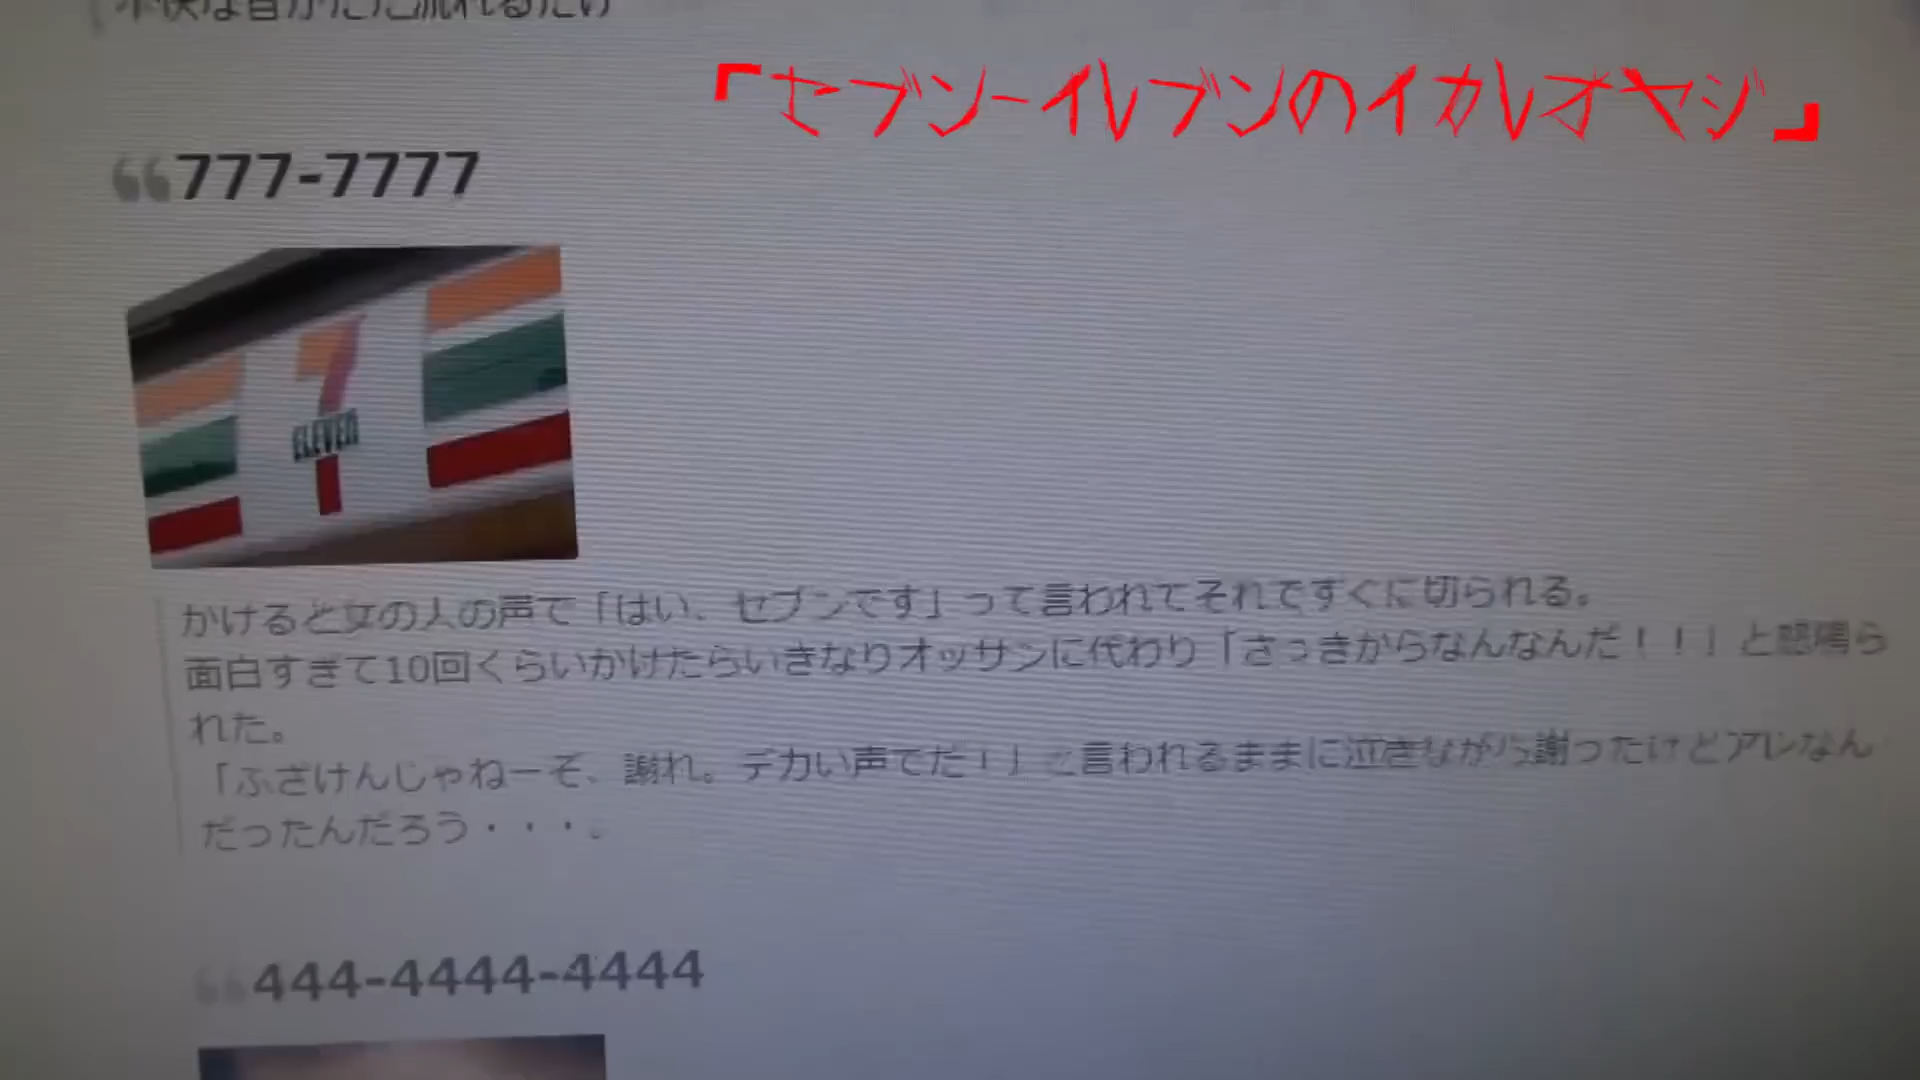 「セブンーイレブンのイカレオヤジ」
777-7777
7
ELEVEn
かけると女の人の声で「はい、セブンです」って言われてそれですぐに切られる。
面白すぎて10回くらいかけたらいきなりオッサンに代わり「さっきからなんなんだ！！」と怒鳴ら
れた。
「ふざけんじゃねーぞ、謝れ。デカい声でだ！」と言われるままに泣きながら謝ったけどアレなん
だったんだろう・・・。
444-4444-4444